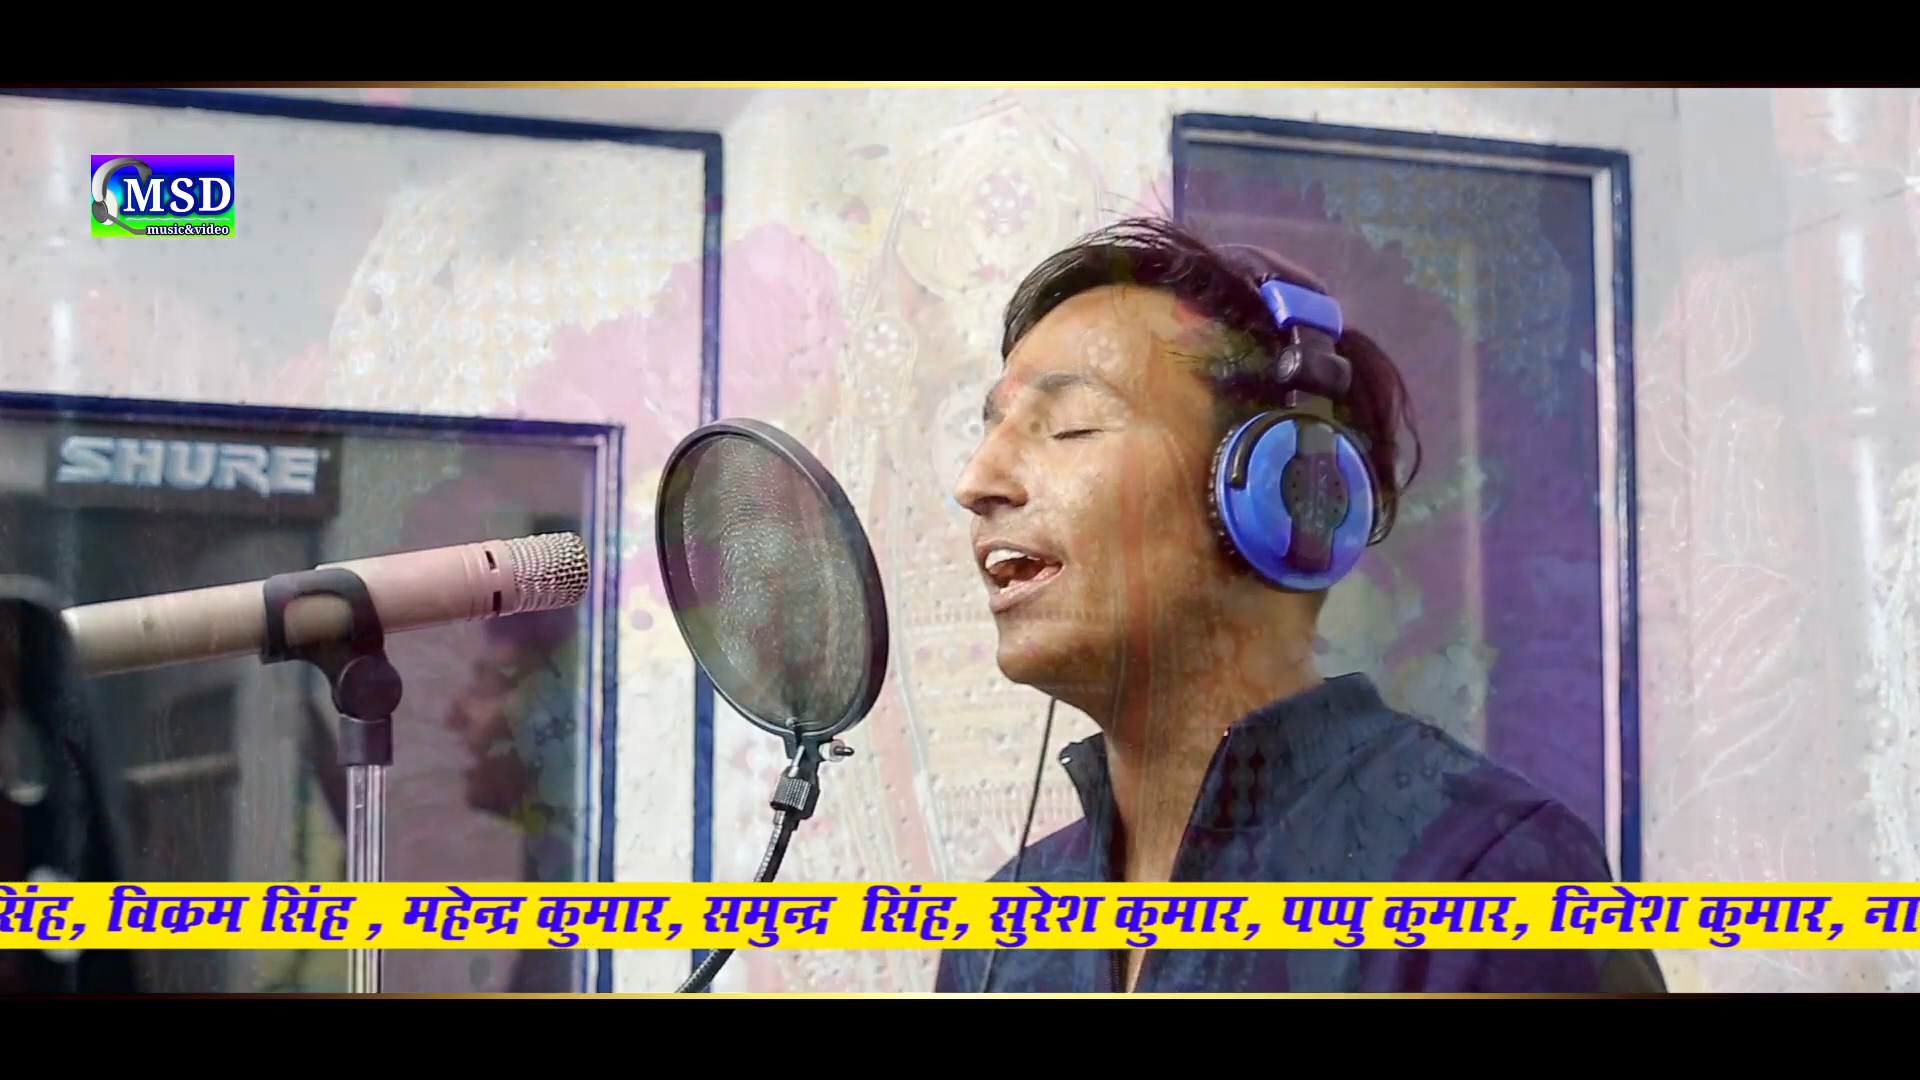 MSD
music&video
SHURE
सिंह, विक्रम सिंह , महेन्द्र कुमार, समुन्द्र सिंह, सुरेश कुमार, पप्पु कुमार, दिनेश कुमार, ना